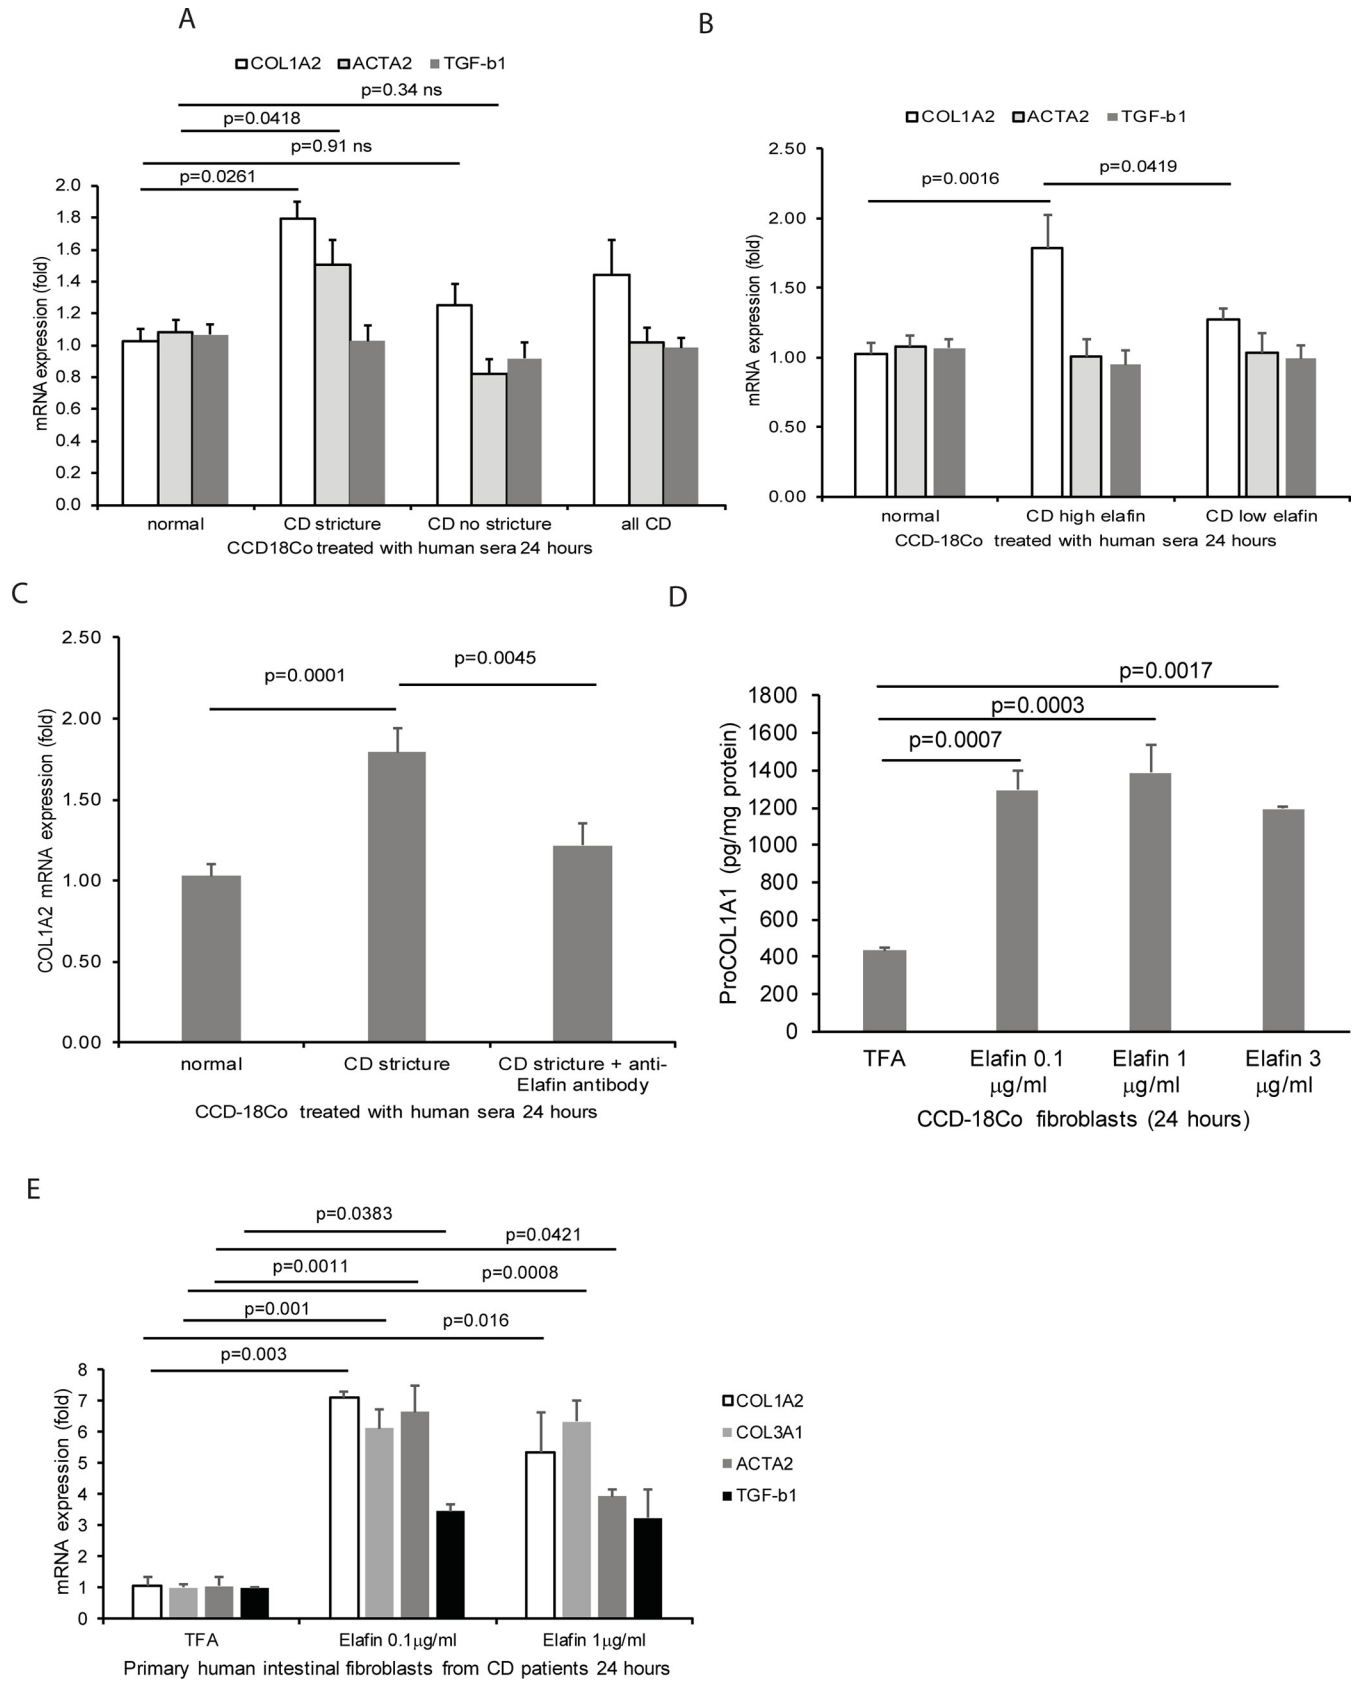 A
COL1A2 ACTA2 TGF-b1
p=0.34 ns
p=0.0418
p=0.91 ns
p=0.0261
mRNA expression (fold)
2.0
1.8
1.6
1.4
1.2
1.0
0.8
0.6
0.4
0.2
0.0
normal CD stricture CD no stricture all CD
CCD18Co treated with human sera 24 hours
B
COL1A2 ACTA2 TGF-b1
p=0.0419
p=0.0016
mRNA expression (fold)
2.50
2.00
1.50
1.00
0.50
0.00
normal CD high elafin CD low elafin
CCD-18Co treated with human sera 24 hours
C
p=0.0045
p=0.0001
COL1A2 mRNA expression (fold)
2.50
2.00
1.50
1.00
0.50
0.00
normal CD stricture CD stricture + anti-
Elafin antibody
CCD-18Co treated with human sera 24 hours
D
p=0.0017
p=0.0003
p=0.0007
ProCOL1A1 (pg/mg protein)
1800
1600
1400
1200
1000
800
600
400
200
0
TFA Elafin 0.1 Elafin 1 Elafin 3
µg/ml µg/ml µg/ml
CCD-18Co fibroblasts (24 hours)
E
p=0.0383
p=0.0421
p=0.0011
p=0.0008
p=0.001
p=0.016
p=0.003
mRNA expression (fold)
8
7
6
5
4
3
2
1
0
COL1A2
COL3A1
ACTA2
TGF-b1
TFA Elafin 0.1µg/ml Elafin 1µg/ml
Primary human intestinal fibroblasts from CD patients 24 hours